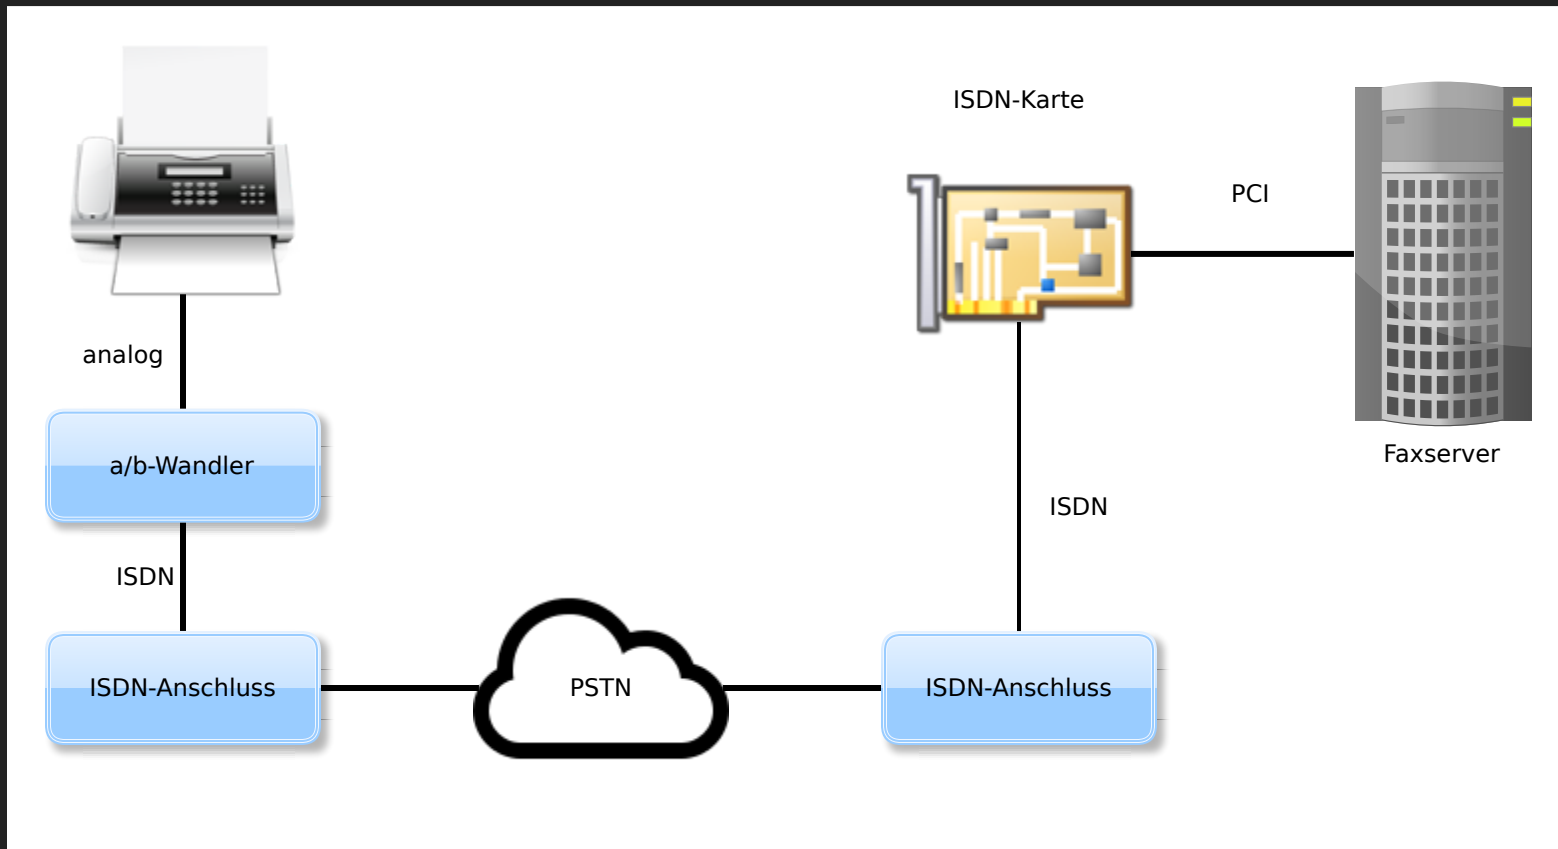 ISDN-Karte
PCI
analog
Faxserver
a/b-Wandler
ISDN
ISDN
ISDN-Anschluss
PSTN
ISDN-Anschluss